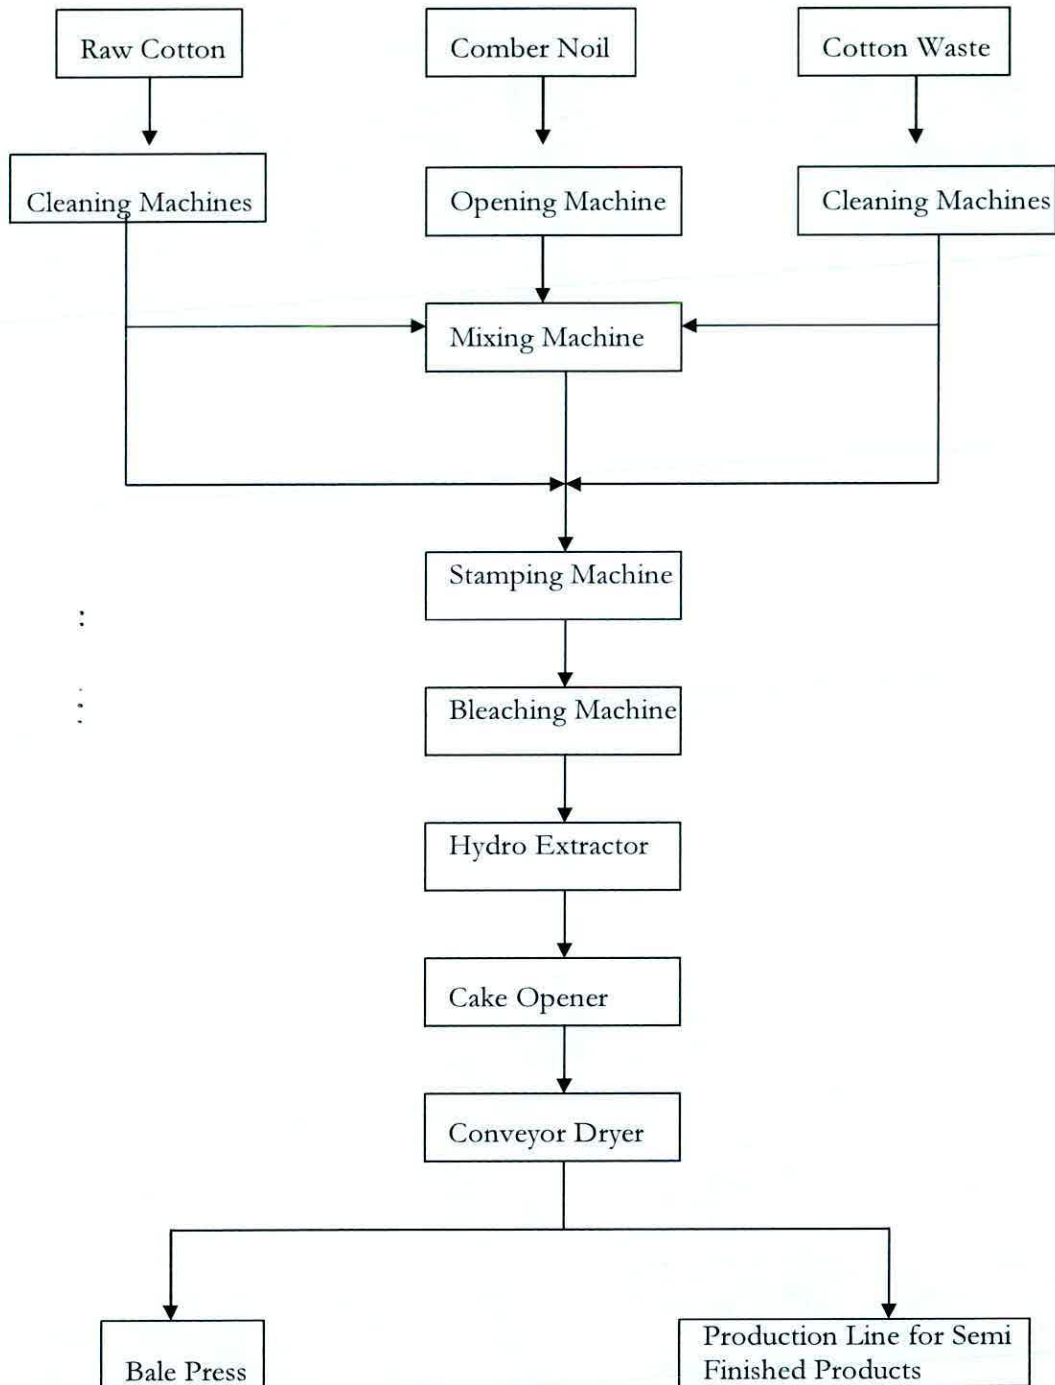 Raw Cotton
Comber Noil
Cotton Waste
Cleaning Machines
Opening Machine
Cleaning Machines
Mixing Machine
Stamping Machine
Bleaching Machine
Hydro Extractor
Cake Opener
Conveyor Dryer
Bale Press
Production Line for Semi
Finished Products